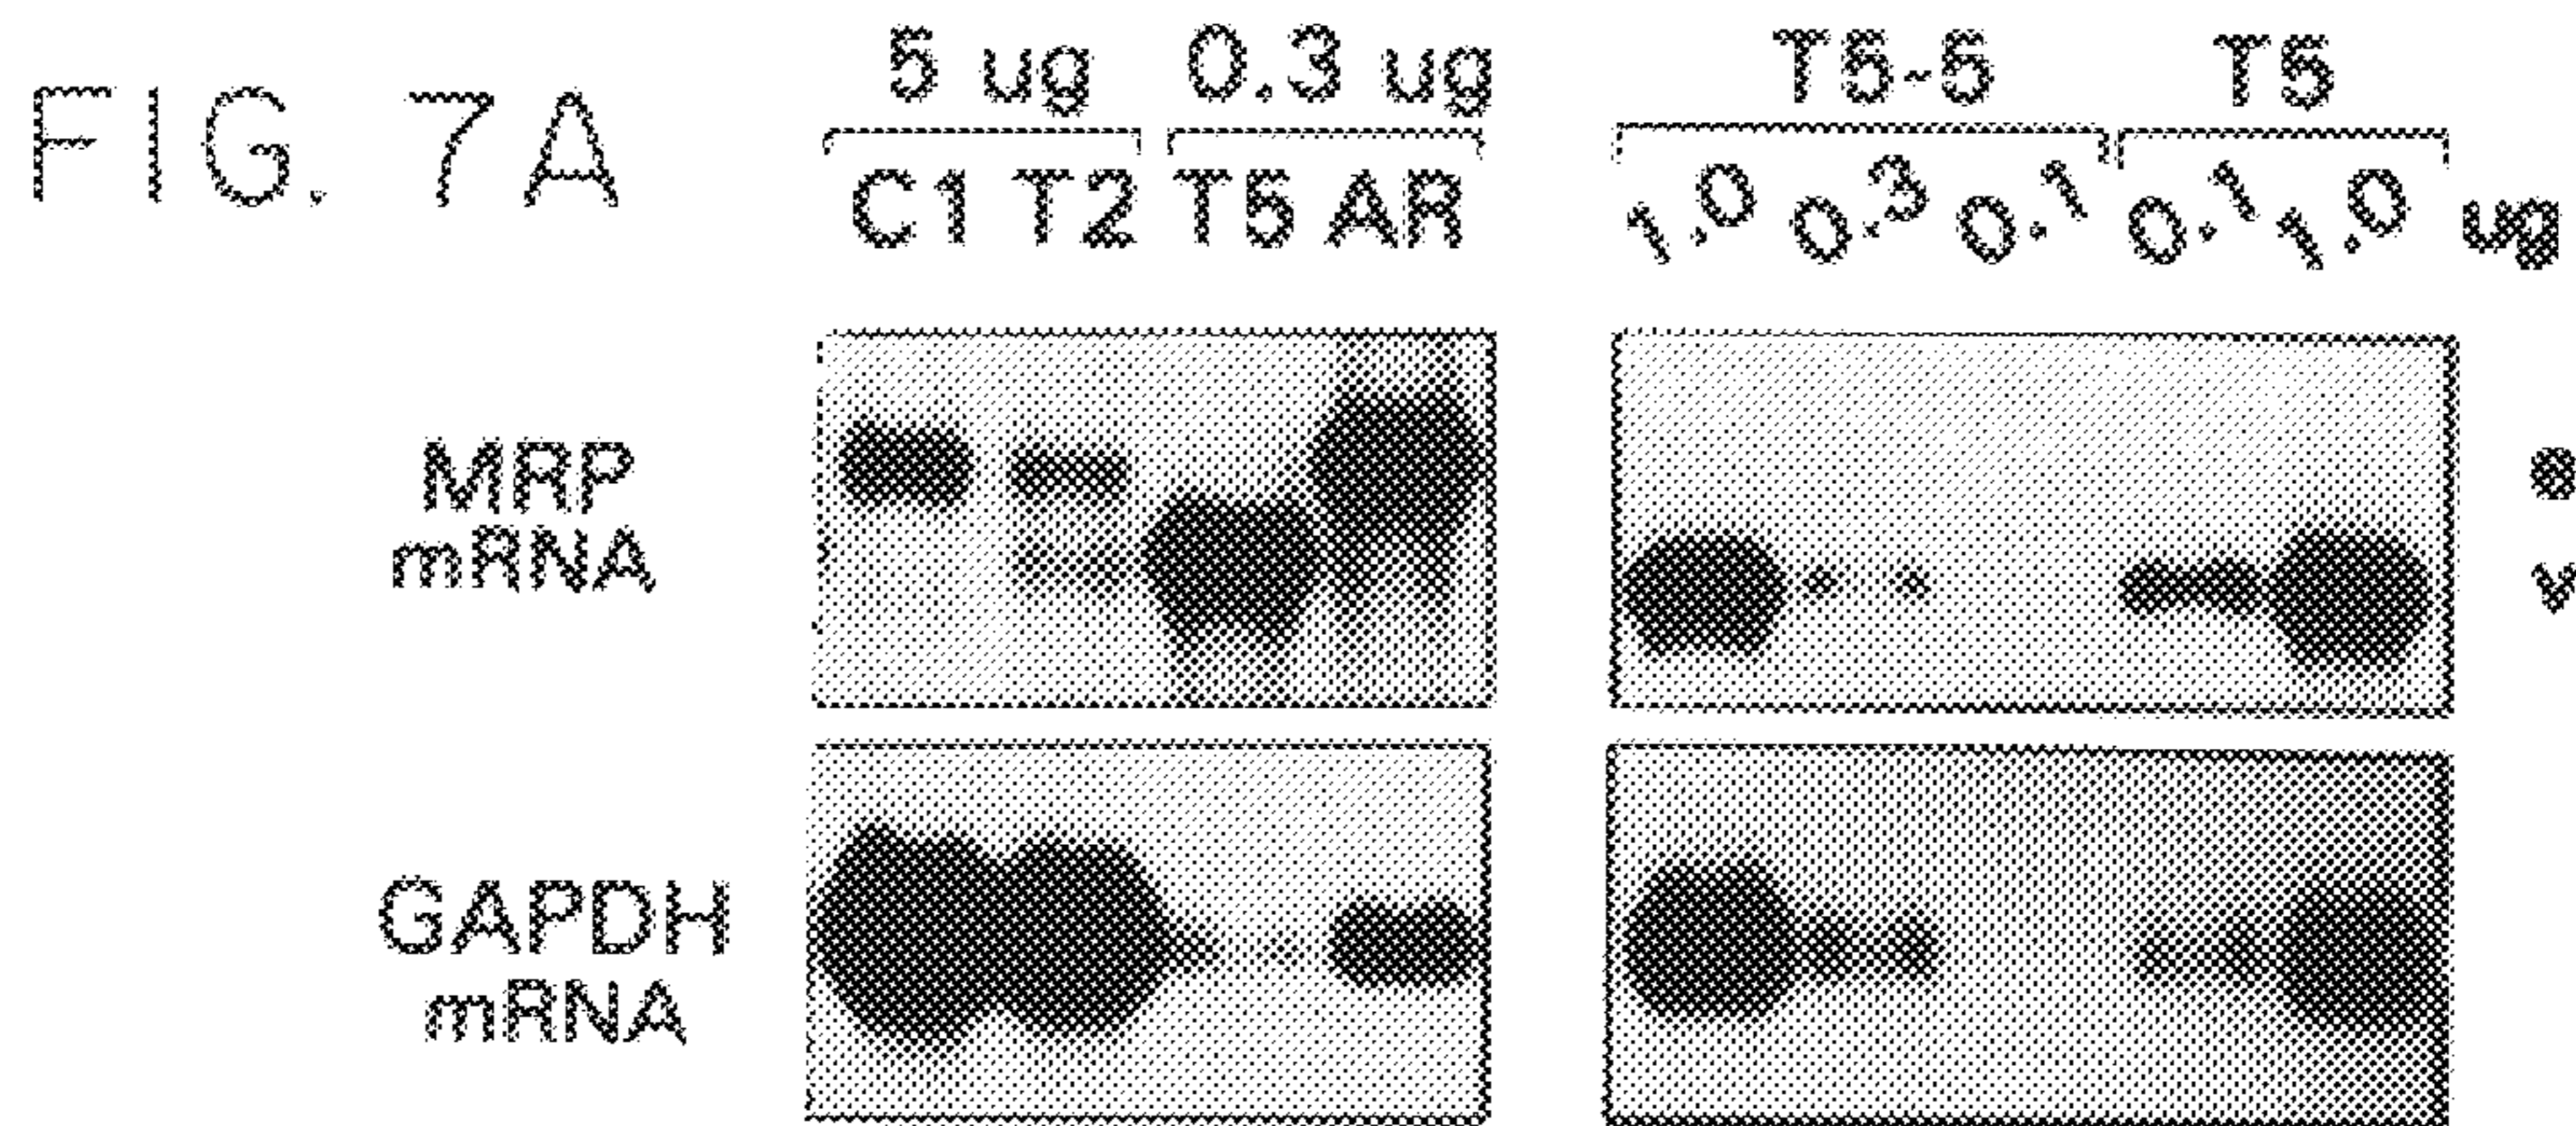 FIG. 7A
5 ug 0.3 ug T5-5 T5
C1 T2 T5 AR 1.0 0.3 0.1 0.1 1.0 ug
MRP
mRNA
GAPDH
mRNA